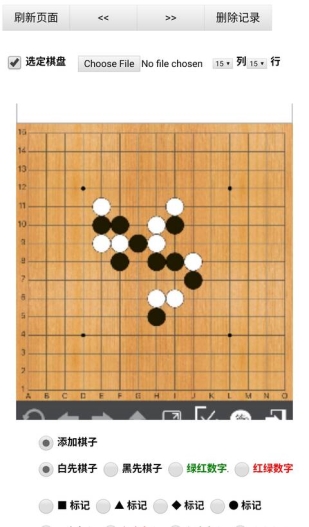 刷新页面 << >> 删除记录
选定棋盘 Choose File No file chosen 15 列 15 行
15
14
13
12
11
10
9
8
7
6
5
4
3
2
1
A B C D E F G H I J K L M N O
添加棋子
白先棋子 黑先棋子 绿红数字. 红绿数字
■ 标记 ▲ 标记 ◆ 标记 ● 标记